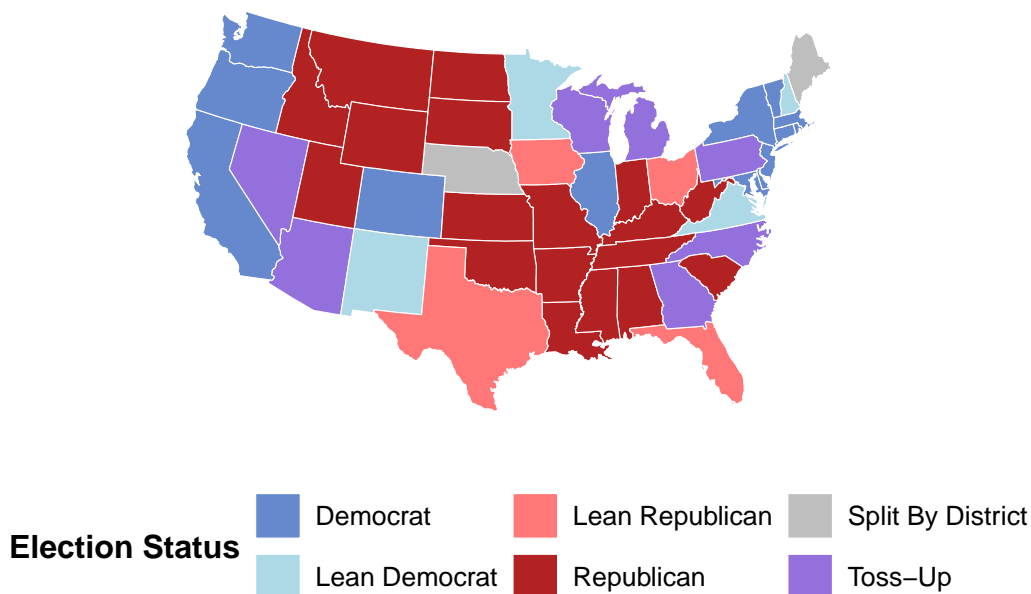 Democrat
Lean Republican
Split By District
Election Status
Lean Democrat
Republican
Toss−Up